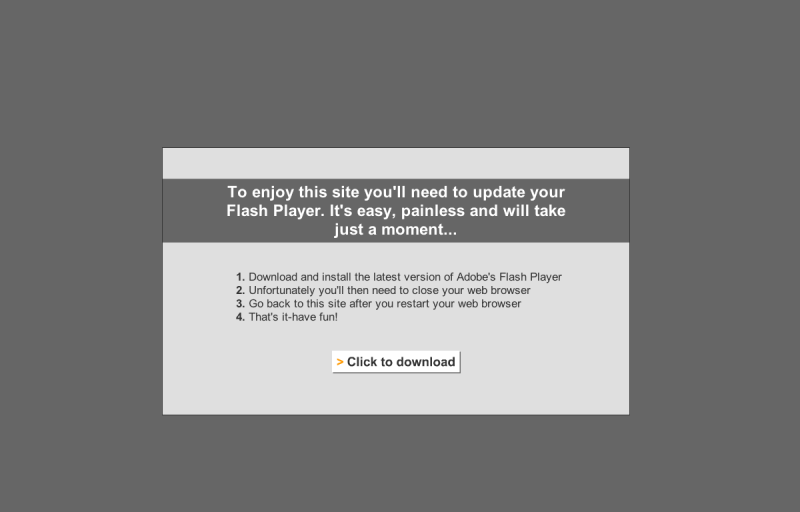 To enjoy this site you'll need to update your
Flash Player. It's easy, painless and will take
just a moment...
1. Download and install the latest version of Adobe's Flash Player
2. Unfortunately you'll then need to close your web browser
3. Go back to this site after you restart your web browser
4. That's it-have fun!
> Click to download